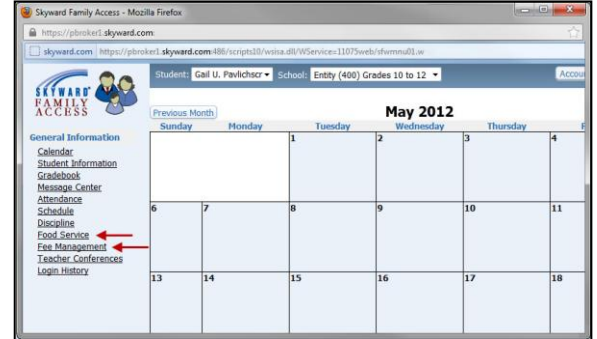 Skyward Family Access - Mozilla Firefox
https://pbroker1.skyward.com
skyward.com https://pbroker1.skyward.com:486/scripts10/wsisa.dll/WService=11075web/sfwmnu01.w
Student: Gail U. Pavlichscr School: Entity (400) Grades 10 to 12
SKYWARD
FAMILY
ACCESS
Previous Month May 2012
Sunday Monday Tuesday Wednesday Thursday
General Information
Calendar
Student Information
Gradebook
Message Center
Attendance
Schedule
Discipline
Food Service
Fee Management
Teacher Conferences
Login History
1 2 3 4
6 7 8 9 10 11
13 14 15 16 17 18